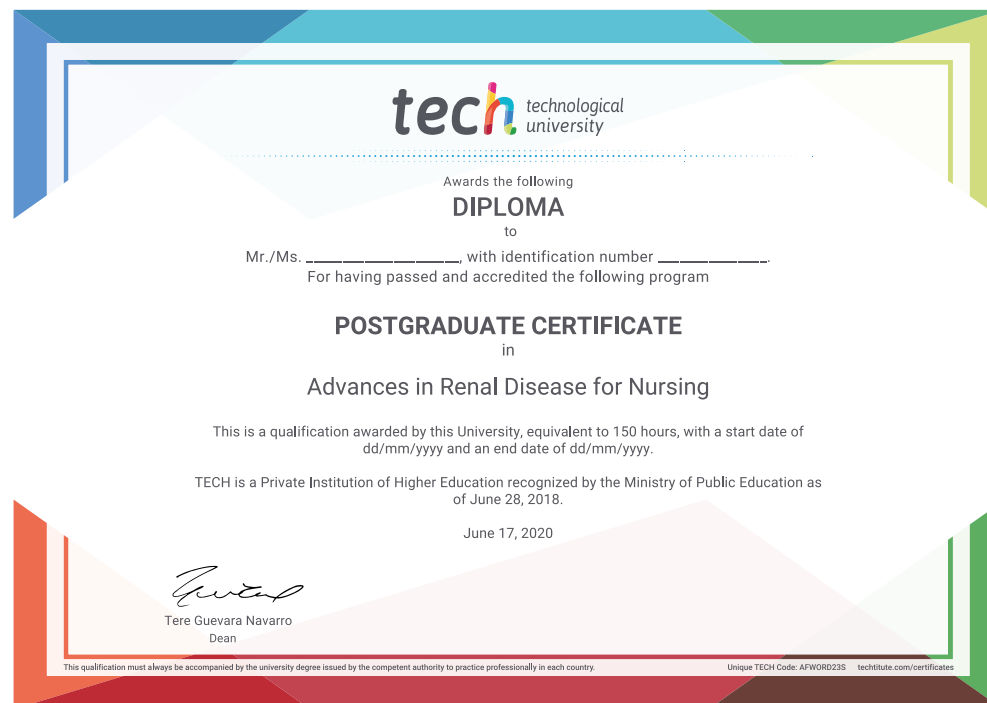 tech technological
university
Awards the following
DIPLOMA
to
Mr./Ms. ____________________, with identification number ______________.
For having passed and accredited the following program
POSTGRADUATE CERTIFICATE
in
Advances in Renal Disease for Nursing
This is a qualification awarded by this University, equivalent to 150 hours, with a start date of
dd/mm/yyyy and an end date of dd/mm/yyyy.
TECH is a Private Institution of Higher Education recognized by the Ministry of Public Education as
of June 28, 2018.
June 17, 2020
Tere Guevara Navarro
Dean
This qualification must always be accompanied by the university degree issued by the competent authority to practice professionally in each country. Unique TECH Code: AFWORD23S techtitute.com/certificates